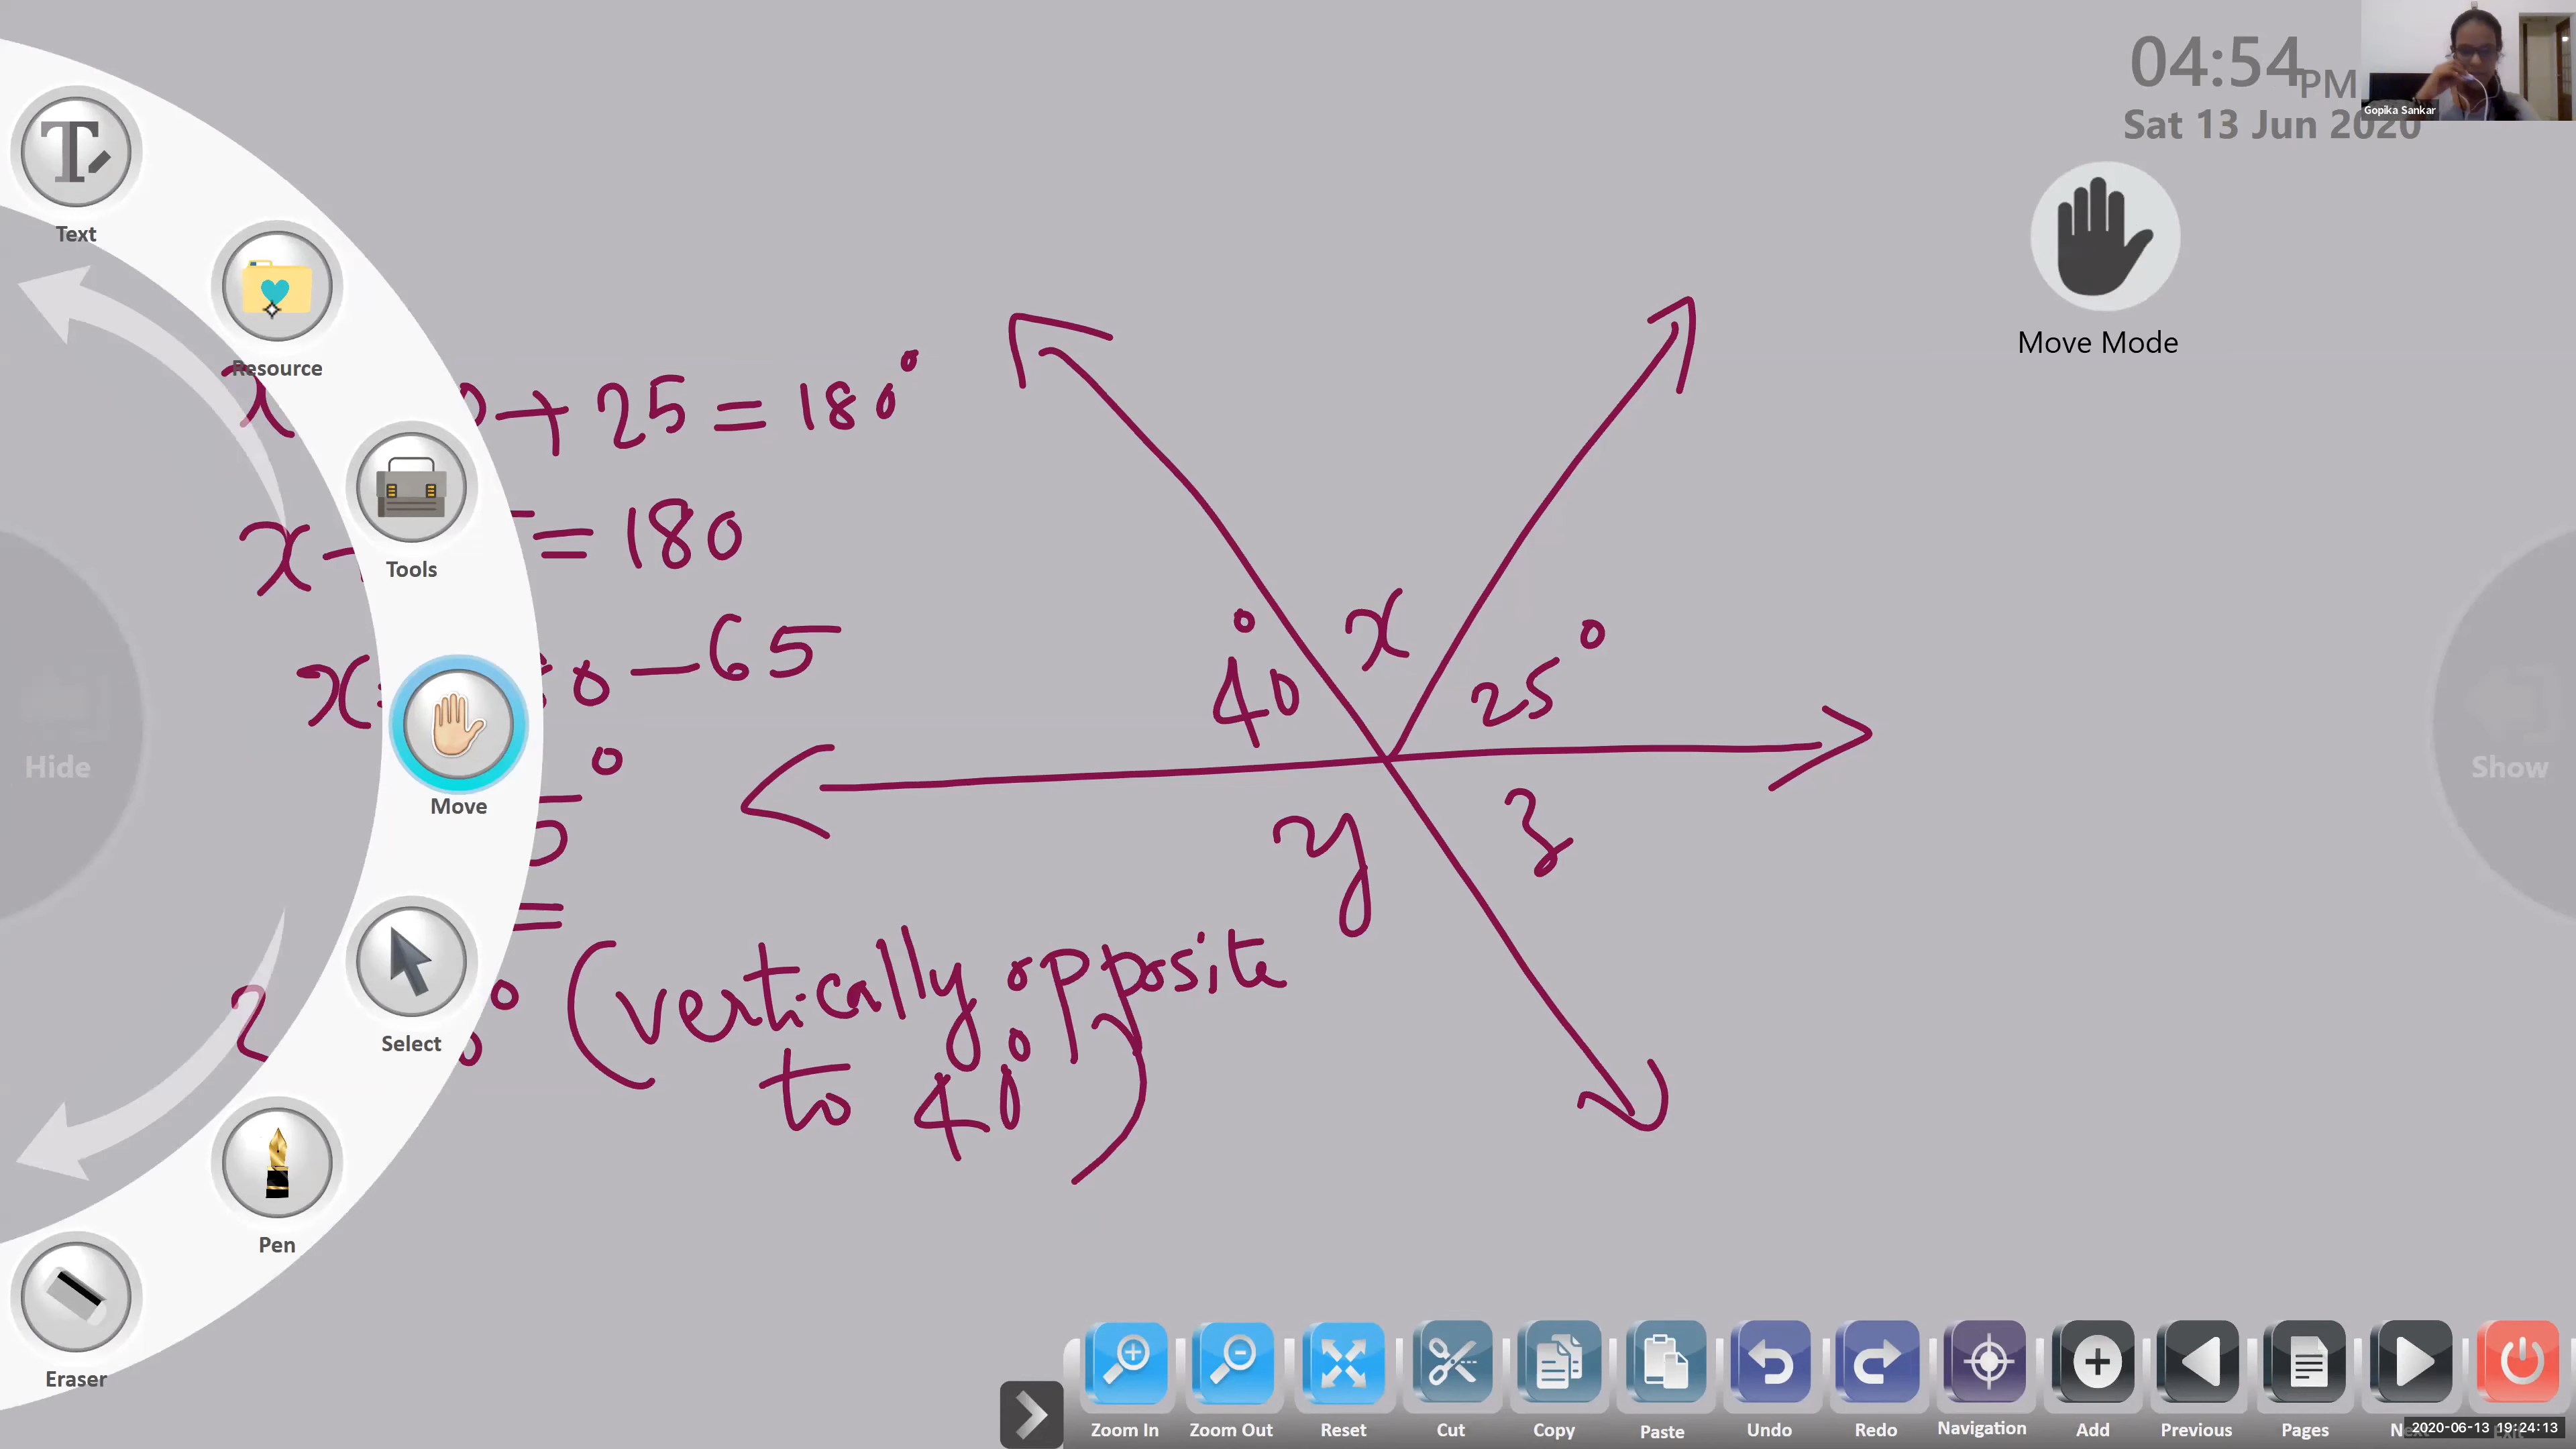 04:54 PM
Sat 13 Jun 2020
Gopika Sankar
Move Mode
Text
Resource
Tools
Move
Select
Pen
Eraser
Hide
Show
x + 25 = 180°
x = 180
x - 65
°
=
(vertically opposite
to 40°)
40°
x
25°
y
z
Zoom In
Zoom Out
Reset
Cut
Copy
Paste
Undo
Redo
Navigation
Add
Previous
Pages
2020-06-13 19:24:13